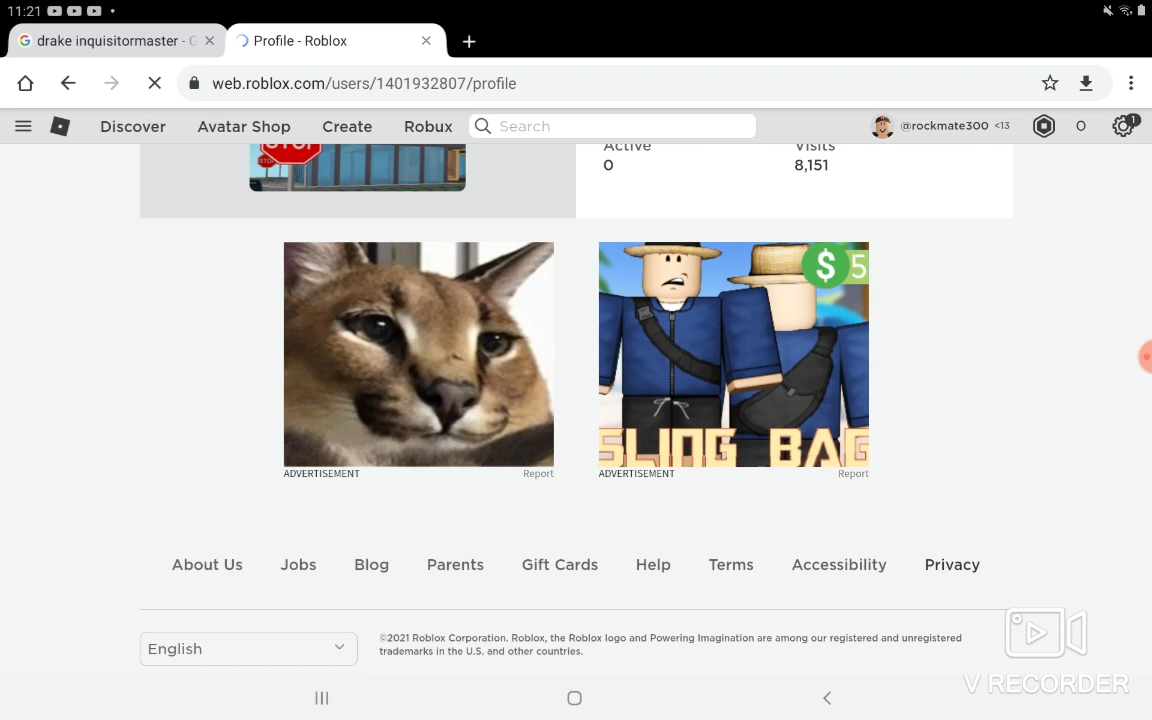 11:21
drake inquisitormaster - G
Profile - Roblox
web.roblox.com/users/1401932807/profile
Discover
Avatar Shop
Create
Robux
Search
@rockmate300 <13
0
1
Active
Visits
0
8,151
STOP
STOP
$5
SLING BAG
ADVERTISEMENT
Report
ADVERTISEMENT
Report
About Us
Jobs
Blog
Parents
Gift Cards
Help
Terms
Accessibility
Privacy
English
©2021 Roblox Corporation. Roblox, the Roblox logo and Powering Imagination are among our registered and unregistered
trademarks in the U.S. and other countries.
V RECORDER